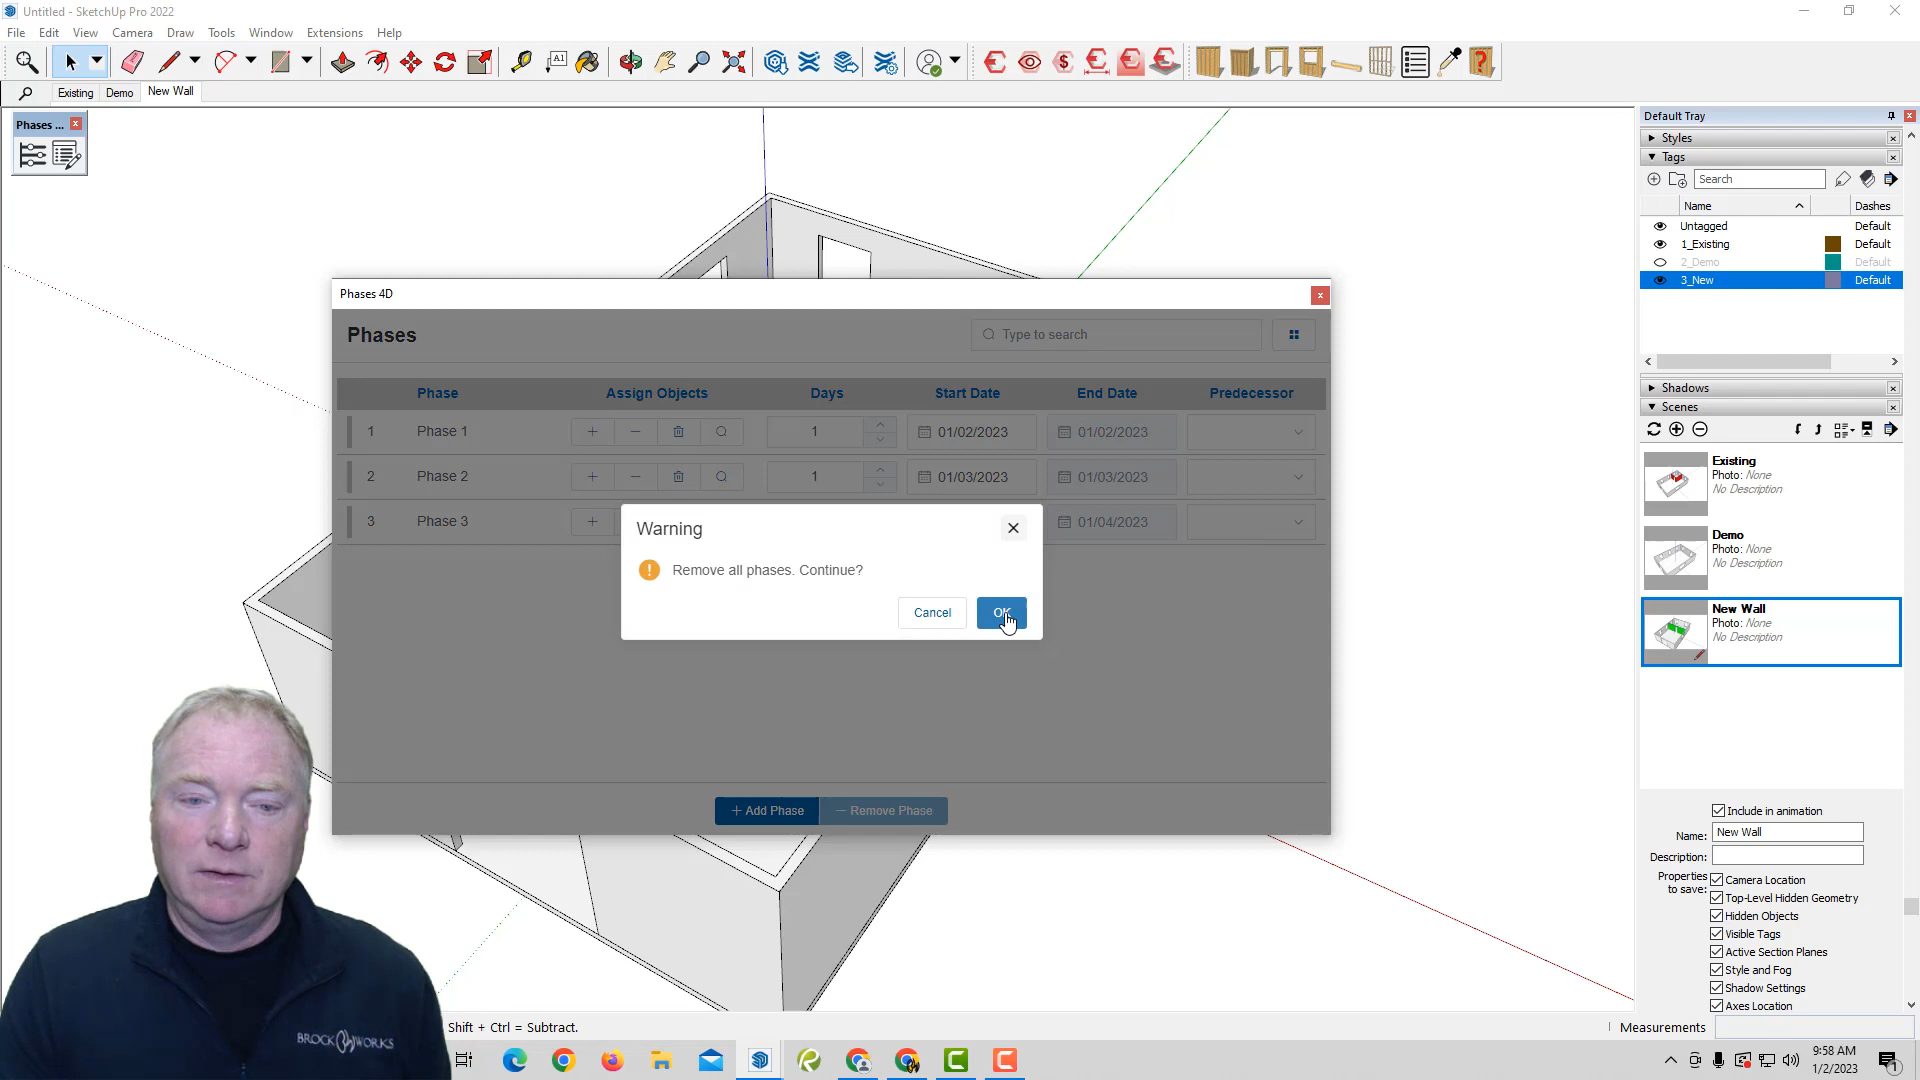 Untitled - SketchUp Pro 2022
File Edit View Camera Draw Tools Window Extensions Help
Existing Demo New Wall
Phases ...
Default Tray
Styles
Tags
Search
Name Dashes
Untagged Default
1_Existing Default
2_Demo Default
3_New Default
Shadows
Scenes
Existing
Photo: None
No Description
Demo
Photo: None
No Description
New Wall
Photo: None
No Description
Include in animation
Name: New Wall
Description:
Properties to save:
Camera Location
Top-Level Hidden Geometry
Hidden Objects
Visible Tags
Active Section Planes
Style and Fog
Shadow Settings
Axes Location
Phases 4D
Phases
Type to search
Phase Assign Objects Days Start Date End Date Predecessor
1 Phase 1 1 01/02/2023 01/02/2023
2 Phase 2 1 01/03/2023 01/03/2023
3 Phase 3 01/04/2023
Warning
Remove all phases. Continue?
Cancel OK
+ Add Phase − Remove Phase
BROCK WORKS
Shift + Ctrl = Subtract.
Measurements
9:58 AM
1/2/2023
1